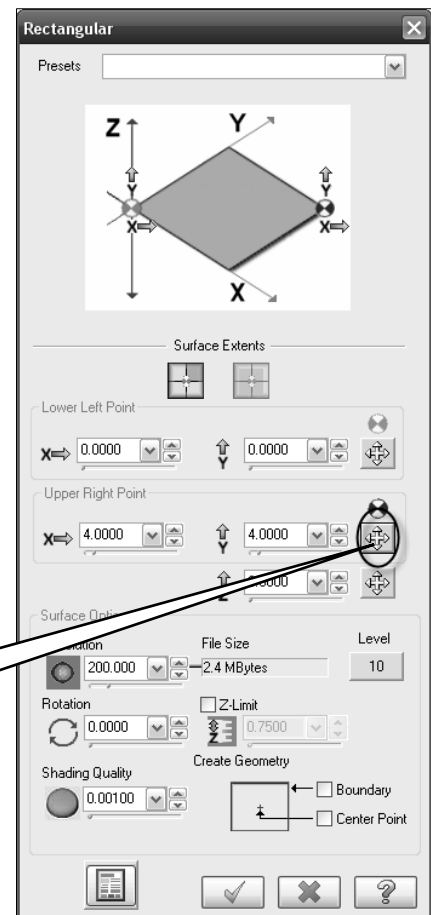 Rectangular
Presets
Z Y
Y Y
X X
X
Surface Extents
Lower Left Point
X 0.0000 Y 0.0000
Upper Right Point
X 4.0000 Y 4.0000
Z
Surface
File Size Level
200.000 2.4 MBytes 10
Rotation Z-Limit
0.0000 Z 0.7500
Shading Quality Create Geometry
0.00100 Boundary
Center Point